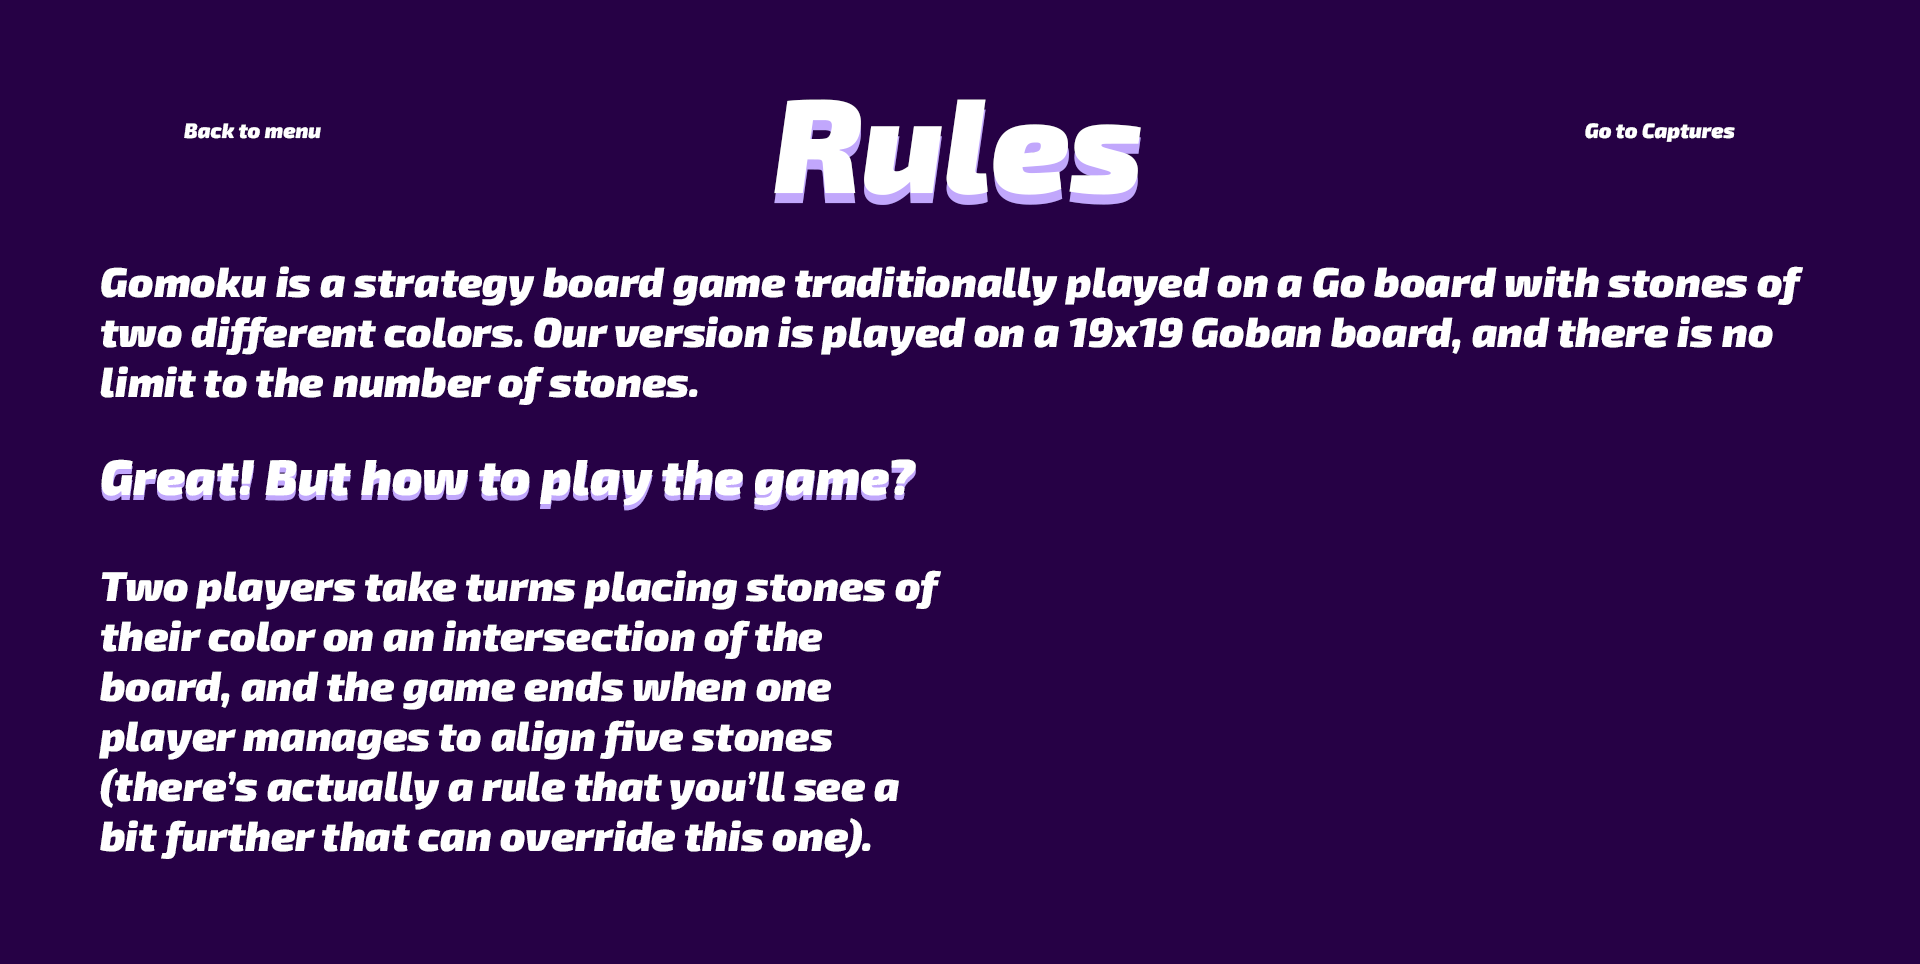 Back to menu
Rules
Go to Captures
Gomoku is a strategy board game traditionally played on a Go board with stones of
two different colors. Our version is played on a 19x19 Goban board, and there is no
limit to the number of stones.
Great! But how to play the game?
Two players take turns placing stones of
their color on an intersection of the
board, and the game ends when one
player manages to align five stones
(there’s actually a rule that you’ll see a
bit further that can override this one).